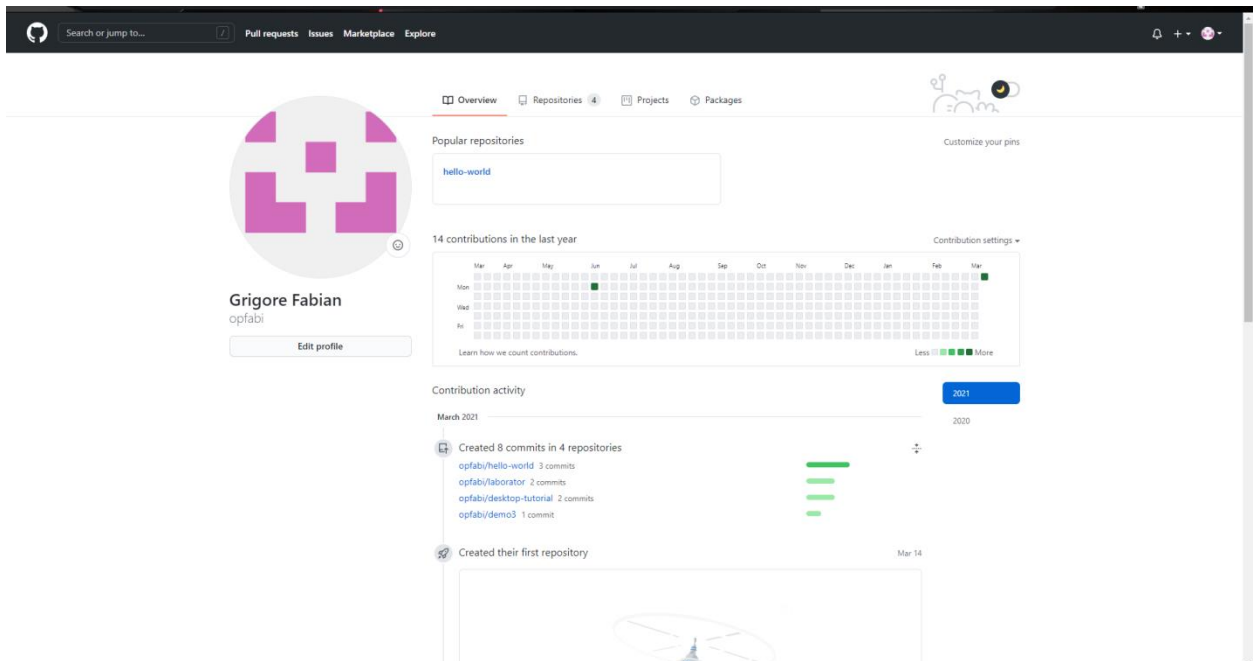 Search or jump to... /
Pull requests Issues Marketplace Explore
Overview Repositories 4 Projects Packages
Popular repositories Customize your pins
hello-world
14 contributions in the last year Contribution settings
Mar Apr May Jun Jul Aug Sep Oct Nov Dec Jan Feb Mar
Mon
Wed
Fri
Learn how we count contributions. Less More
Grigore Fabian
opfabi
Edit profile
Contribution activity
2021
2020
March 2021
Created 8 commits in 4 repositories
opfabi/hello-world 3 commits
opfabi/laborator 2 commits
opfabi/desktop-tutorial 2 commits
opfabi/demo3 1 commit
Created their first repository Mar 14